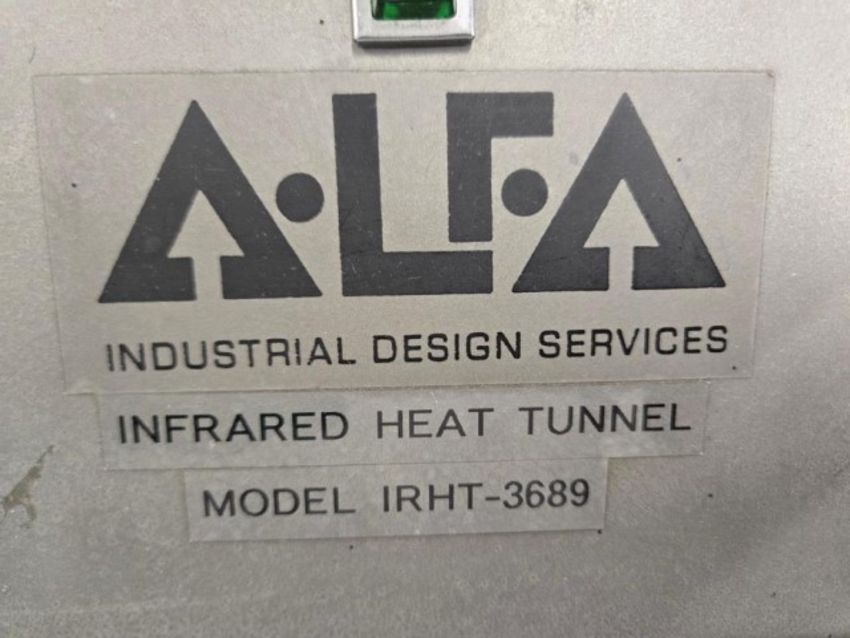 A·LF·A
INDUSTRIAL DESIGN SERVICES
INFRARED HEAT TUNNEL
MODEL IRHT-3689